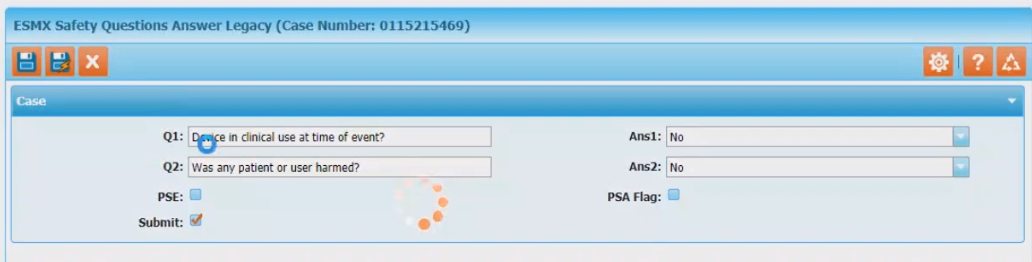 ESMX Safety Questions Answer Legacy (Case Number: 0115215469)
Case
Q1: Device in clinical use at time of event? Ans1: No
Q2: Was any patient or user harmed? Ans2: No
PSE: PSA Flag:
Submit: